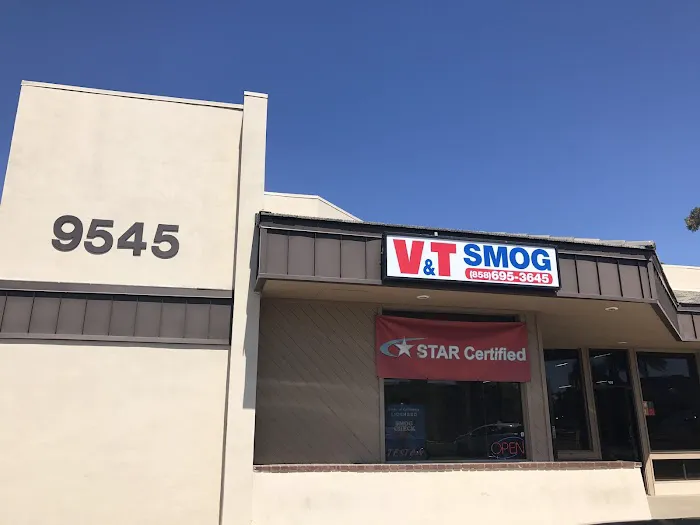 9545
V&T SMOG
(858)695-3645
STAR Certified
OPEN